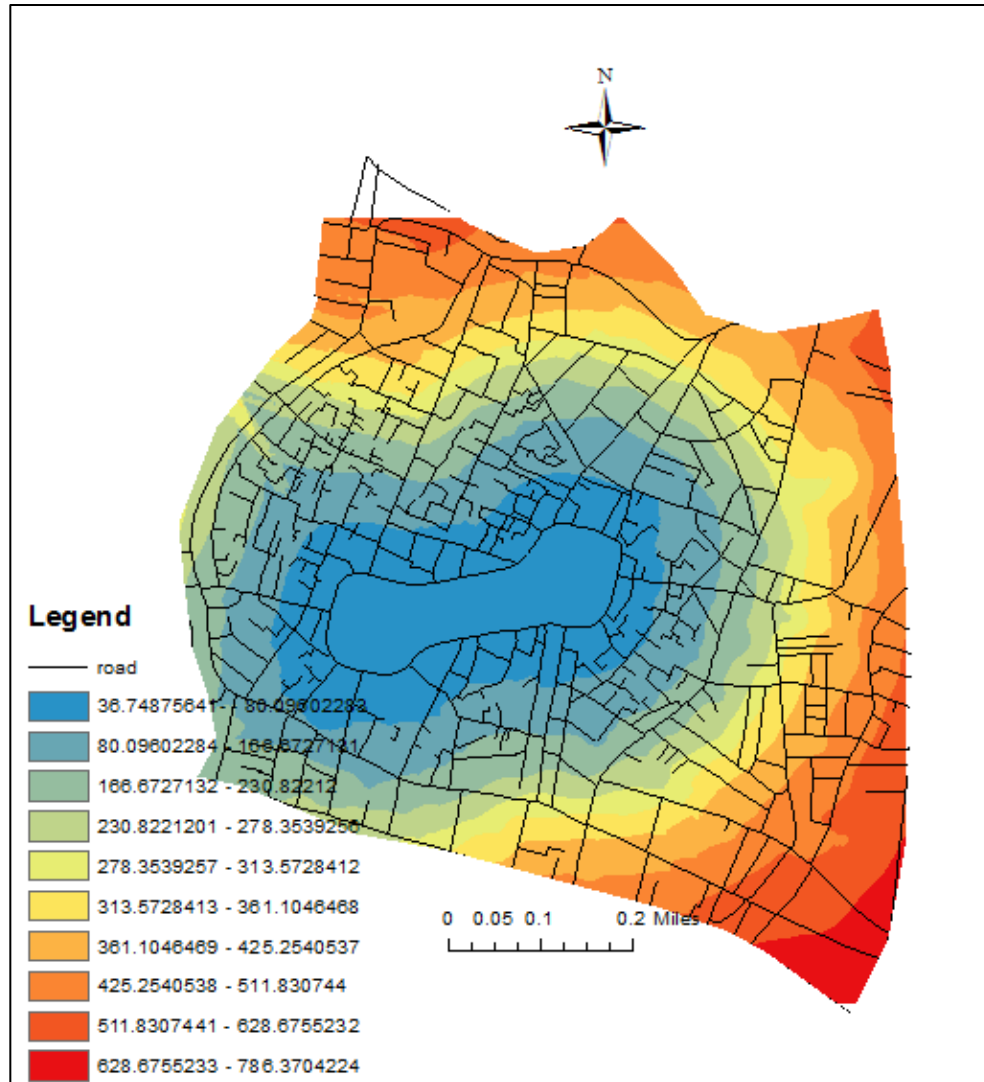 N
Legend
road
36.74875641 - 80.09602283
80.09602284 - 166.6727131
166.6727132 - 230.82212
230.8221201 - 278.3539256
278.3539257 - 313.5728412
313.5728413 - 361.1046468
361.1046469 - 425.2540537
425.2540538 - 511.830744
511.8307441 - 628.6755232
628.6755233 - 786.3704224
0 0.05 0.1 0.2 Miles